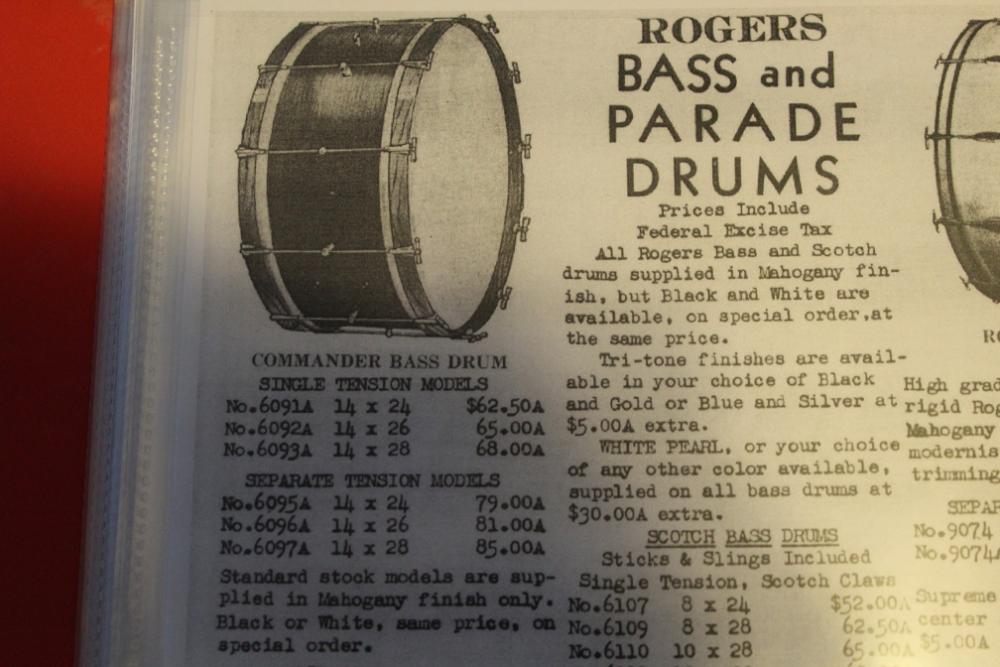 COMMANDER BASS DRUM
SINGLE TENSION MODELS
No.6091A 14 x 24 $62.50A
No.6092A 14 x 26 65.00A
No.6093A 14 x 28 68.00A
SEPARATE TENSION MODELS
No.6095A 14 x 24 79.00A
No.6096A 14 x 26 81.00A
No.6097A 14 x 28 85.00A
Standard stock models are sup-
plied in Mahogany finish only.
Black or White, same price, on
special order.
ROGERS
BASS and
PARADE
DRUMS
Prices Include
Federal Excise Tax
All Rogers Bass and Scotch
drums supplied in Mahogany fin-
ish, but Black and White are
available, on special order,at
the same price.
Tri-tone finishes are avail-
able in your choice of Black
and Gold or Blue and Silver at
$5.00A extra.
WHITE PEARL, or your choice
of any other color available,
supplied on all bass drums at
$30.00A extra.
SCOTCH BASS DRUMS
Sticks & Slings Included
Single Tension, Scotch Claws
No.6107 8 x 24 $52.00A
No.6109 8 x 28 62.50A
No.6110 10 x 28 65.00A
High grad
rigid Rog
Mahogany
modernis
trimming
SEPAR
No.9074
No.9074A
Supreme
center
$5.00A